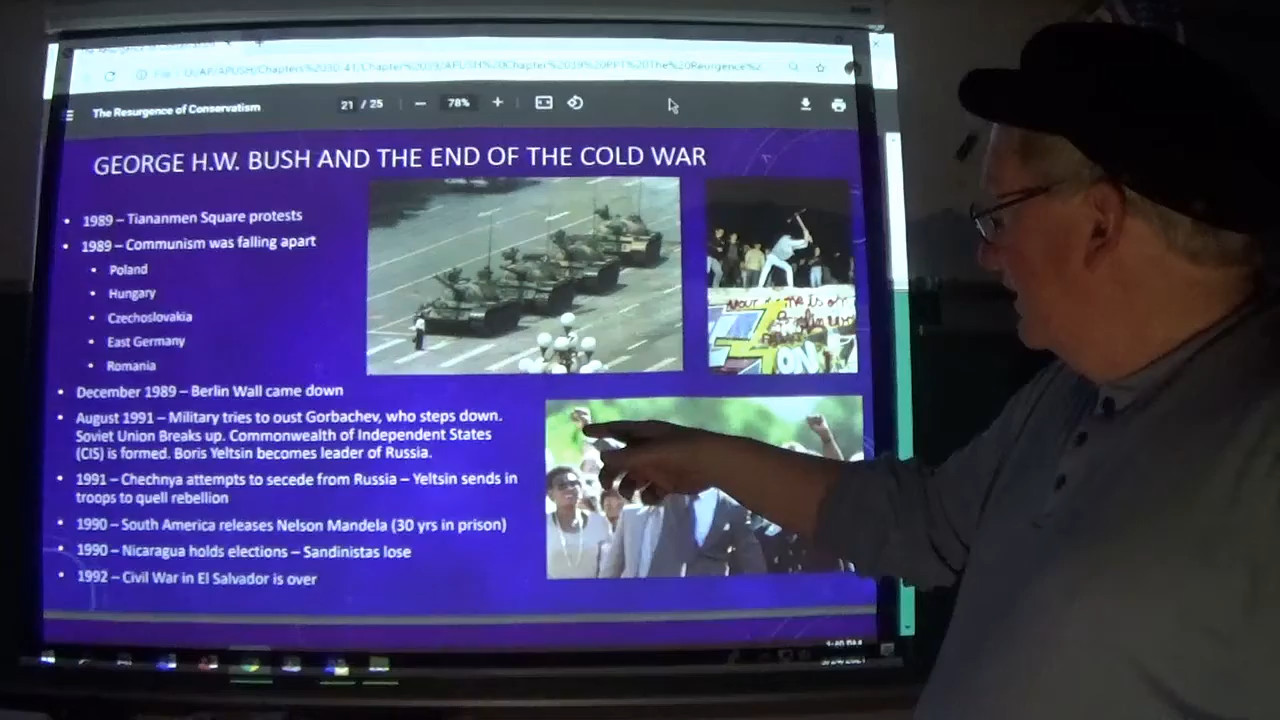 The Resurgence of Conservatism
21 / 25
78%
GEORGE H.W. BUSH AND THE END OF THE COLD WAR
1989 – Tiananmen Square protests
1989 – Communism was falling apart
Poland
Hungary
Czechoslovakia
East Germany
Romania
December 1989 – Berlin Wall came down
August 1991 – Military tries to oust Gorbachev, who steps down.
Soviet Union Breaks up. Commonwealth of Independent States
(CIS) is formed. Boris Yeltsin becomes leader of Russia.
1991 – Chechnya attempts to secede from Russia – Yeltsin sends in
troops to quell rebellion
1990 – South America releases Nelson Mandela (30 yrs in prison)
1990 – Nicaragua holds elections – Sandinistas lose
1992 – Civil War in El Salvador is over
ON